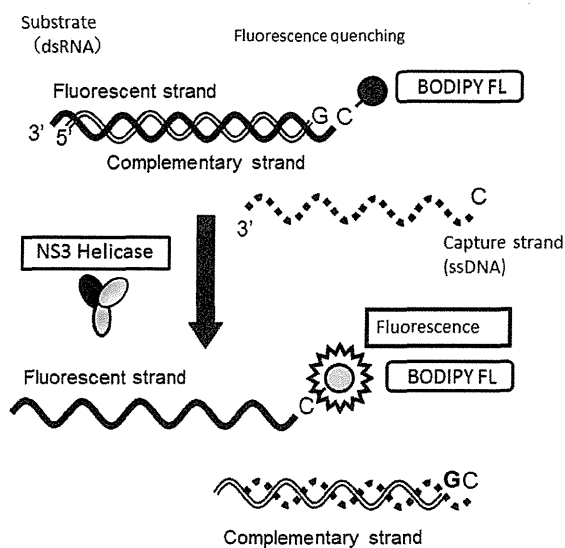 Substrate
(dsRNA)
Fluorescence quenching
BODIPY FL
Fluorescent strand
G C
3' 5'
Complementary strand
C
3'
Capture strand
(ssDNA)
NS3 Helicase
Fluorescence
BODIPY FL
Fluorescent strand
C
GC
Complementary strand